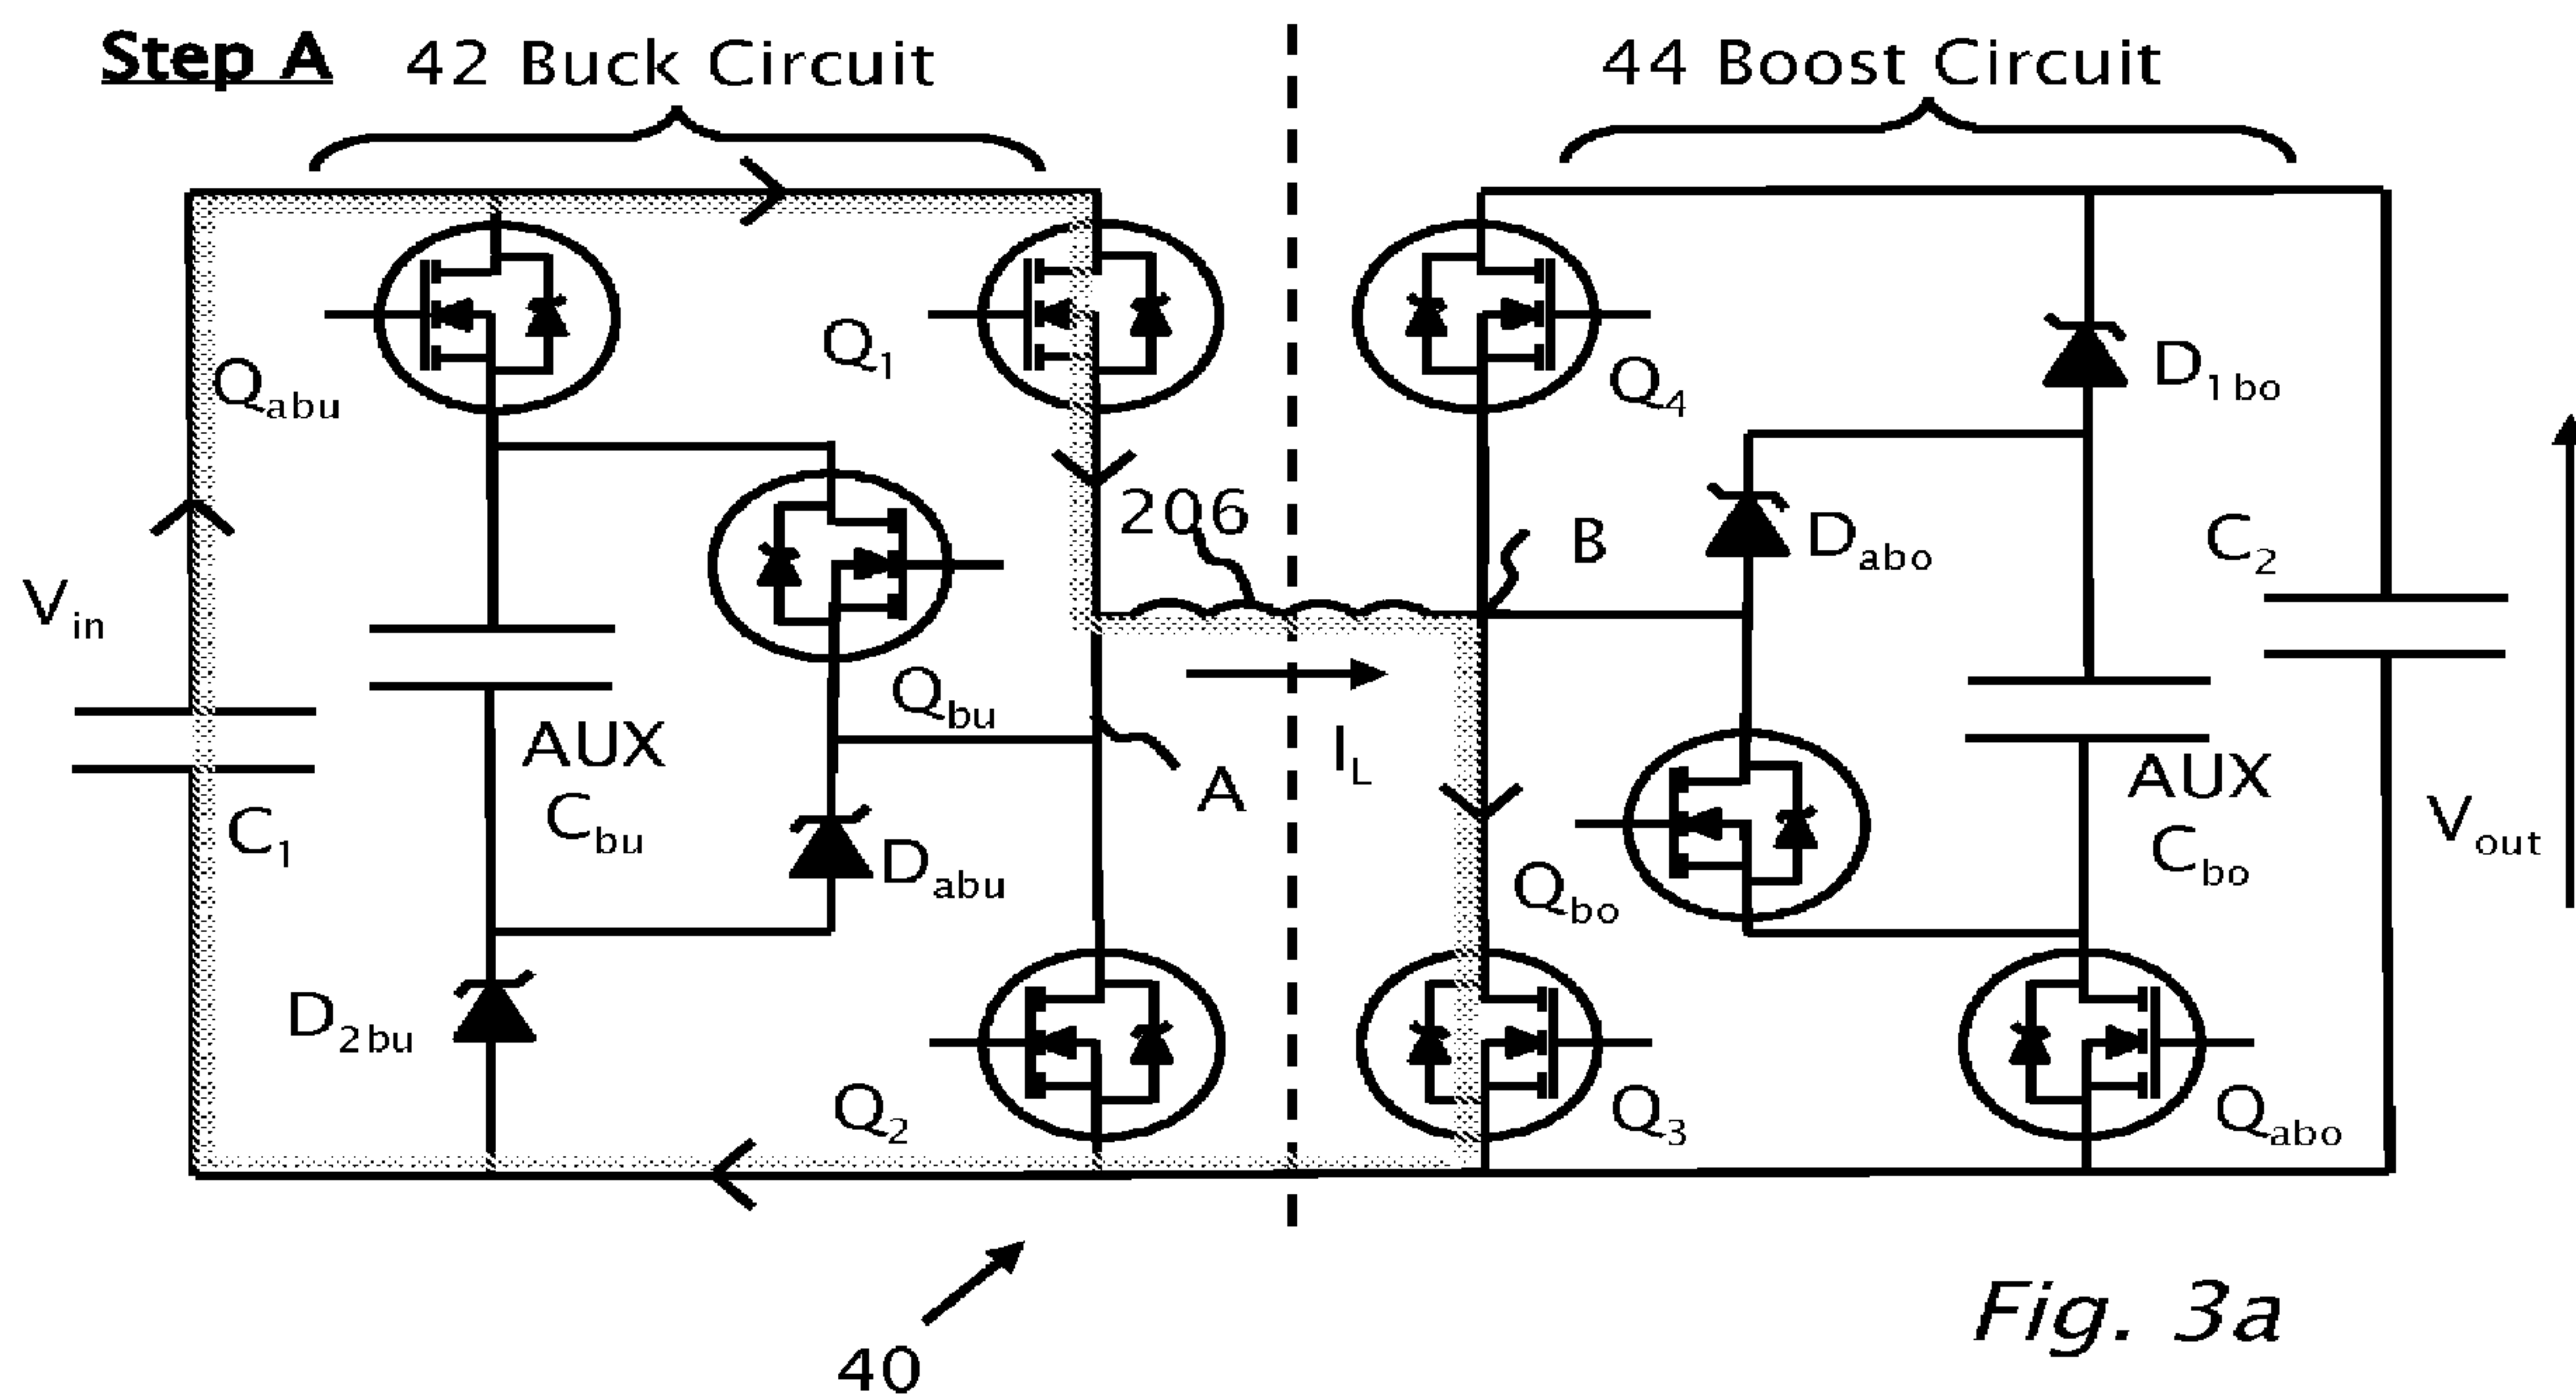 Step A
42 Buck Circuit
44 Boost Circuit
Qabu
Q1
Q4
D1bo
206
B
Dabo
C2
Vin
Qbu
AUX
Cbu
A
IL
AUX
Cbo
Vout
C1
Dabu
Qbo
D2bu
Q2
Q3
Qabo
40
Fig. 3a